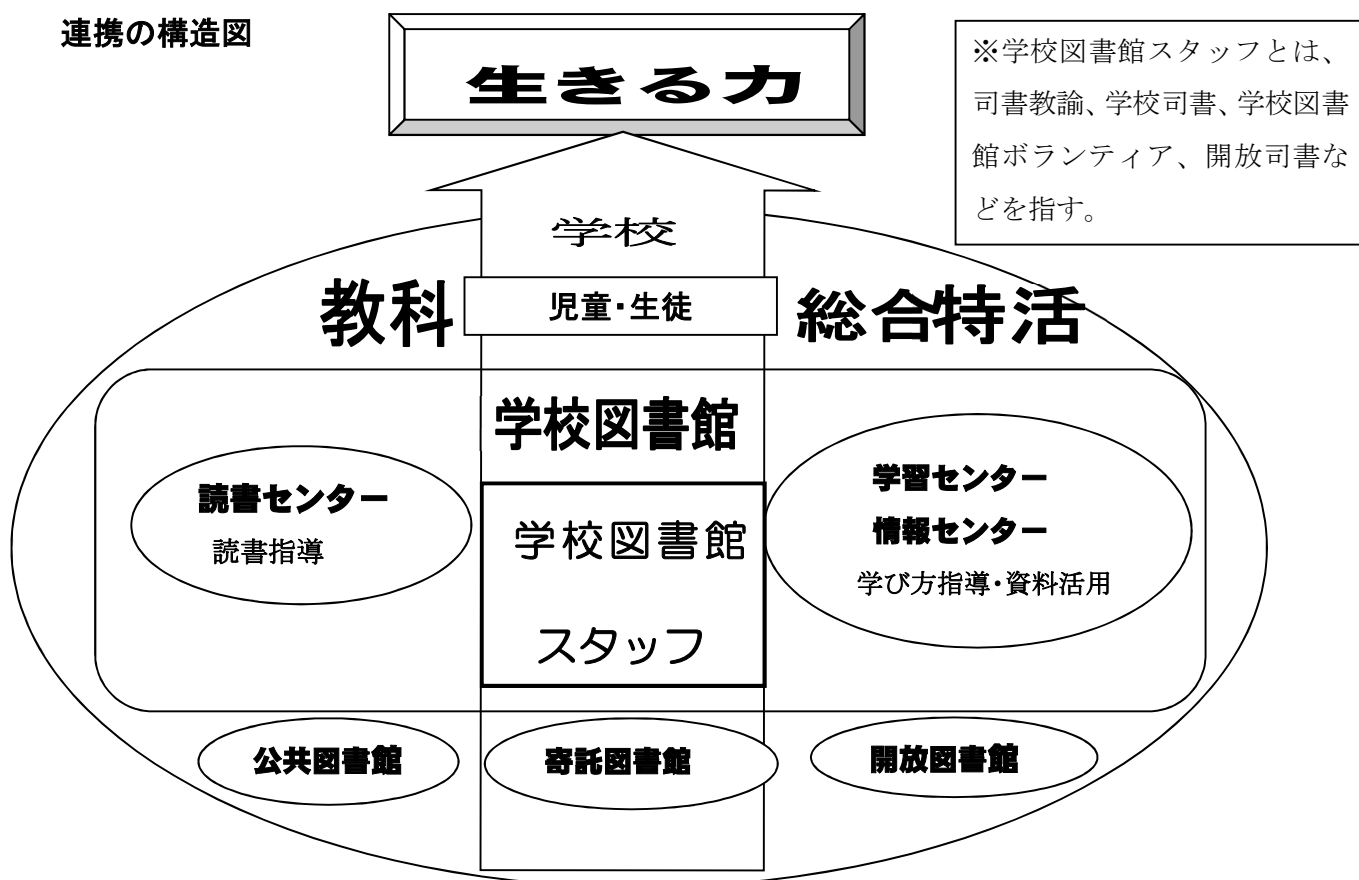 連携の構造図
生きる力
※学校図書館スタッフとは、
司書教諭、学校司書、学校図書
館ボランティア、開放司書な
どを指す。
学校
教科
児童・生徒
総合特活
学校図書館
読書センター
読書指導
学校図書館
スタッフ
学習センター
情報センター
学び方指導・資料活用
公共図書館
寄託図書館
開放図書館